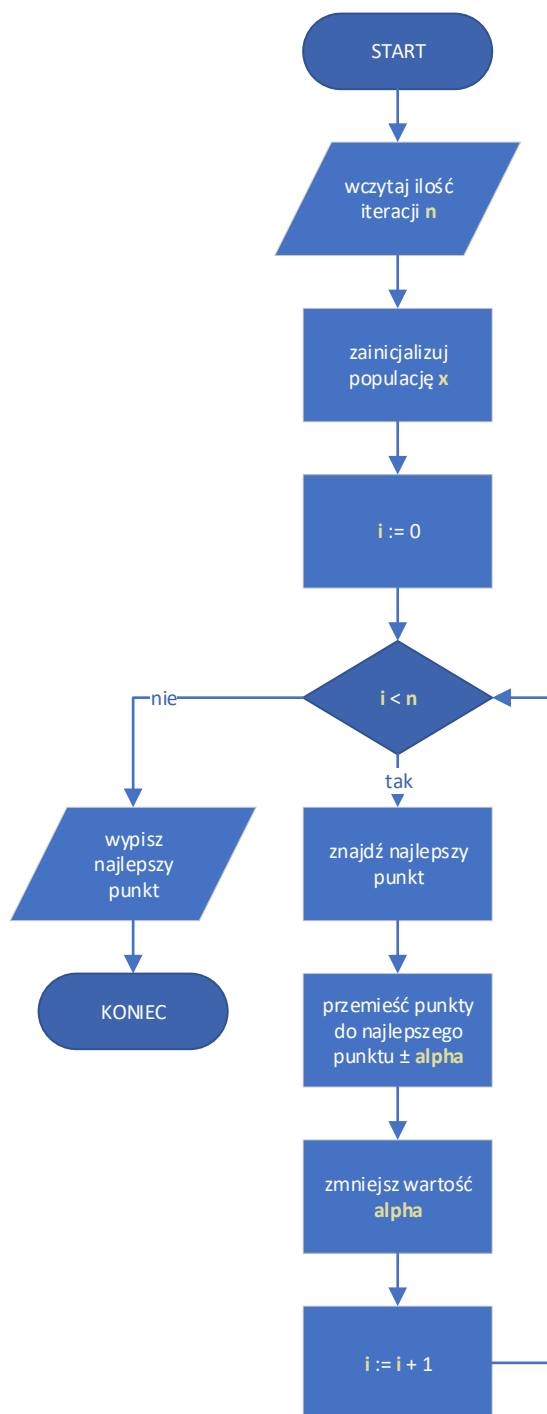 START
wczytaj ilość
iteracji n
zainicjalizuj
populację x
i := 0
i < n
nie
tak
wypisz
najlepszy
punkt
znajdź najlepszy
punkt
KONIEC
przemieść punkty
do najlepszego
punktu ± alpha
zmniejsz wartość
alpha
i := i + 1